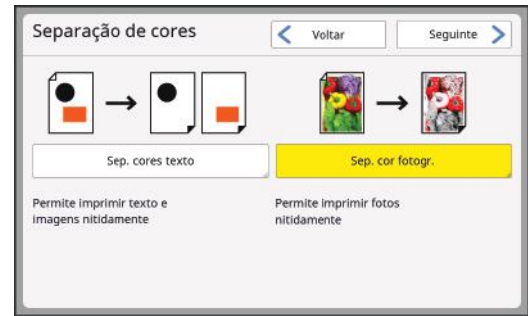 Separação de cores
Voltar
Seguinte
Sep. cores texto
Sep. cor fotogr.
Permite imprimir texto e
imagens nitidamente
Permite imprimir fotos
nitidamente